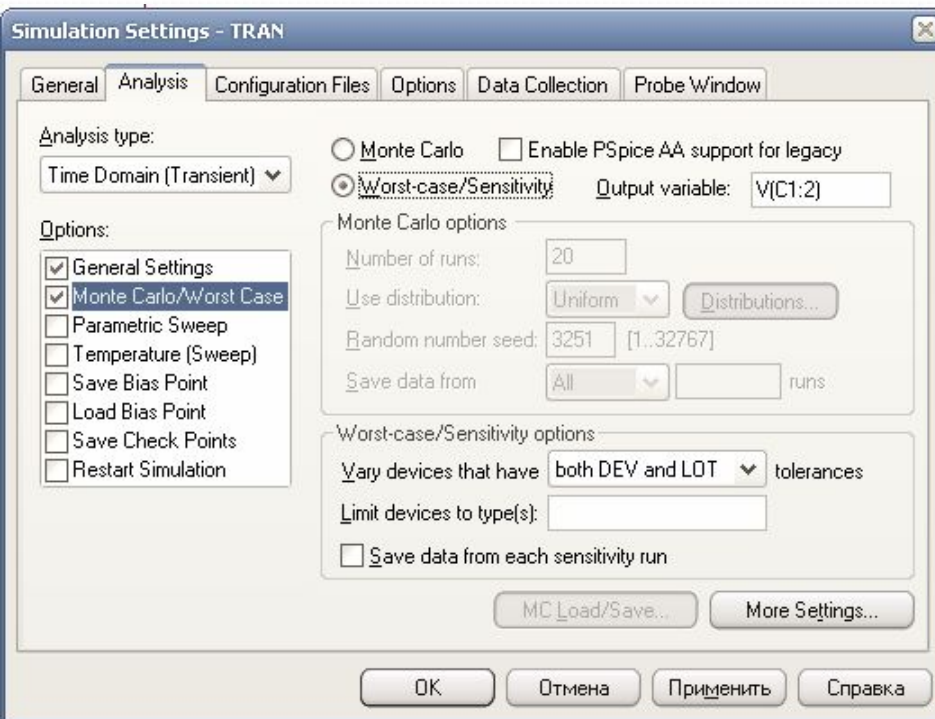 Simulation Settings - TRAN
General Analysis Configuration Files Options Data Collection Probe Window
Analysis type:
Time Domain (Transient)
Options:
General Settings
Monte Carlo/Worst Case
Parametric Sweep
Temperature (Sweep)
Save Bias Point
Load Bias Point
Save Check Points
Restart Simulation
Monte Carlo Enable PSpice AA support for legacy
Worst-case/Sensitivity Output variable: V(C1:2)
Monte Carlo options
Number of runs: 20
Use distribution: Uniform Distributions...
Random number seed: 3251 [1..32767]
Save data from All runs
Worst-case/Sensitivity options
Vary devices that have both DEV and LOT tolerances
Limit devices to type(s):
Save data from each sensitivity run
MC Load/Save... More Settings...
OK Отмена Применить Справка